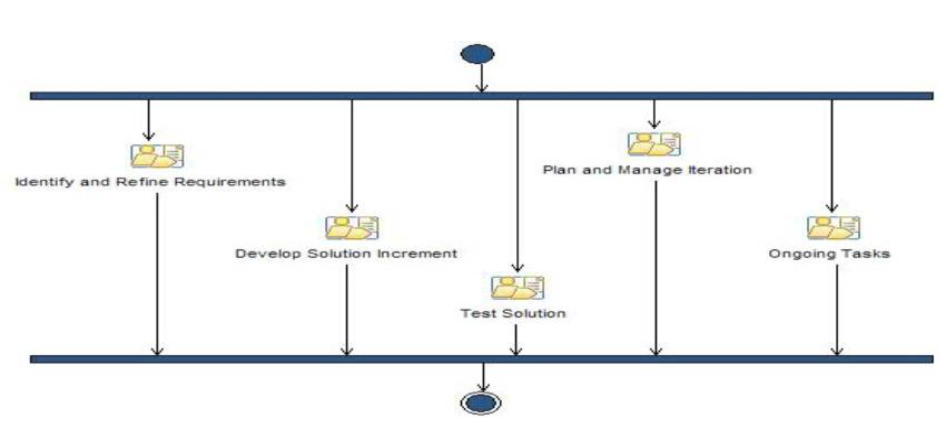 Plan and Manage Iteration
Identify and Refine Requirements
Develop Solution Increment
Ongoing Tasks
Test Solution